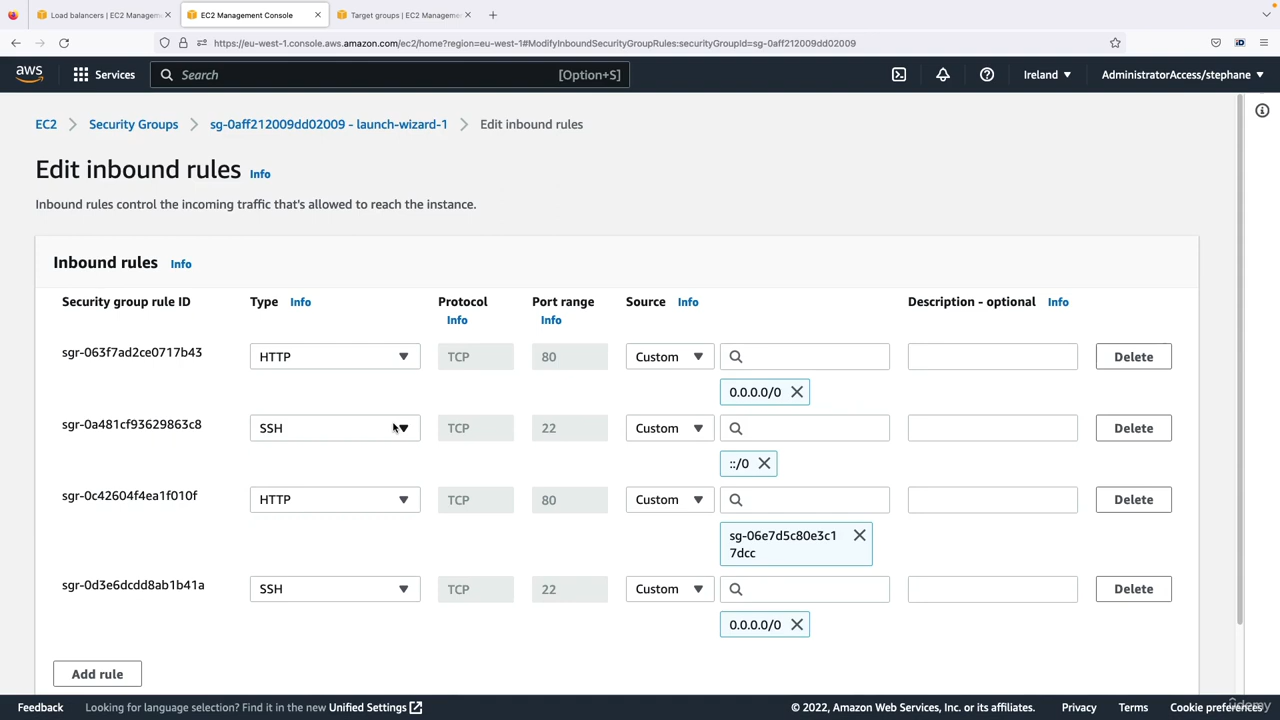 Load balancers | EC2 Managem
EC2 Management Console
Target groups | EC2 Manageme
https://eu-west-1.console.aws.amazon.com/ec2/home?region=eu-west-1#ModifyInboundSecurityGroupRules:securityGroupId=sg-0aff212009dd02009
aws
Services
Search
[Option+S]
Ireland
AdministratorAccess/stephane
EC2
Security Groups
sg-0aff212009dd02009 - launch-wizard-1
Edit inbound rules
Edit inbound rules Info
Inbound rules control the incoming traffic that's allowed to reach the instance.
Inbound rules Info
Security group rule ID
Type Info
Protocol Info
Port range Info
Source Info
Description - optional Info
sgr-063f7ad2ce0717b43
HTTP
TCP
80
Custom
Delete
0.0.0.0/0
sgr-0a481cf93629863c8
SSH
TCP
22
Custom
Delete
::/0
sgr-0c42604f4ea1f010f
HTTP
TCP
80
Custom
Delete
sg-06e7d5c80e3c1
7dcc
sgr-0d3e6dcdd8ab1b41a
SSH
TCP
22
Custom
Delete
0.0.0.0/0
Add rule
Feedback
Looking for language selection? Find it in the new Unified Settings
© 2022, Amazon Web Services, Inc. or its affiliates.
Privacy
Terms
Cookie preferences
udemy